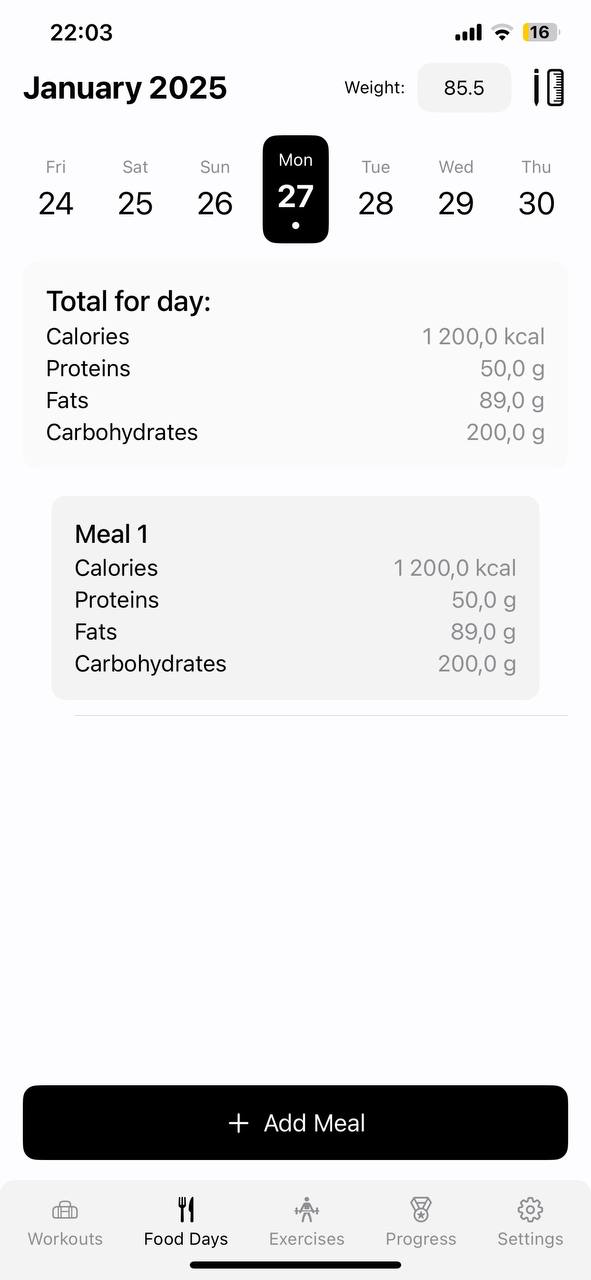 22:03 16
January 2025 Weight: 85.5
Fri Sat Sun Mon Tue Wed Thu
24 25 26 27 28 29 30
Total for day:
Calories 1 200,0 kcal
Proteins 50,0 g
Fats 89,0 g
Carbohydrates 200,0 g
Meal 1
Calories 1 200,0 kcal
Proteins 50,0 g
Fats 89,0 g
Carbohydrates 200,0 g
+ Add Meal
Workouts Food Days Exercises Progress Settings